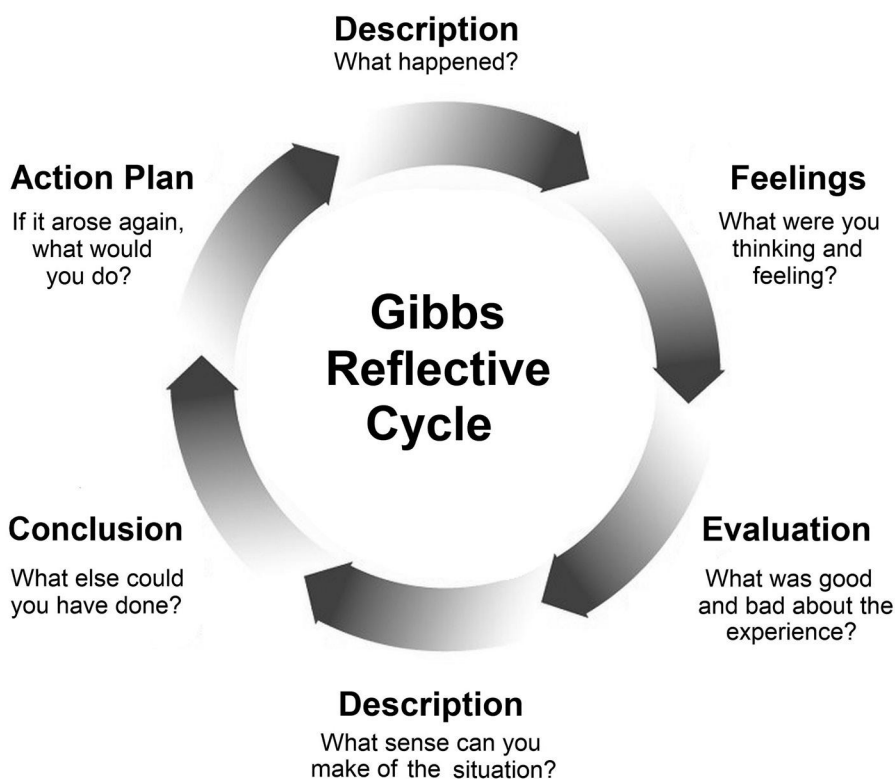 Description
What happened?
Feelings
What were you
thinking and
feeling?
Evaluation
What was good
and bad about the
experience?
Description
What sense can you
make of the situation?
Conclusion
What else could
you have done?
Action Plan
If it arose again,
what would
you do?
Gibbs
Reflective
Cycle